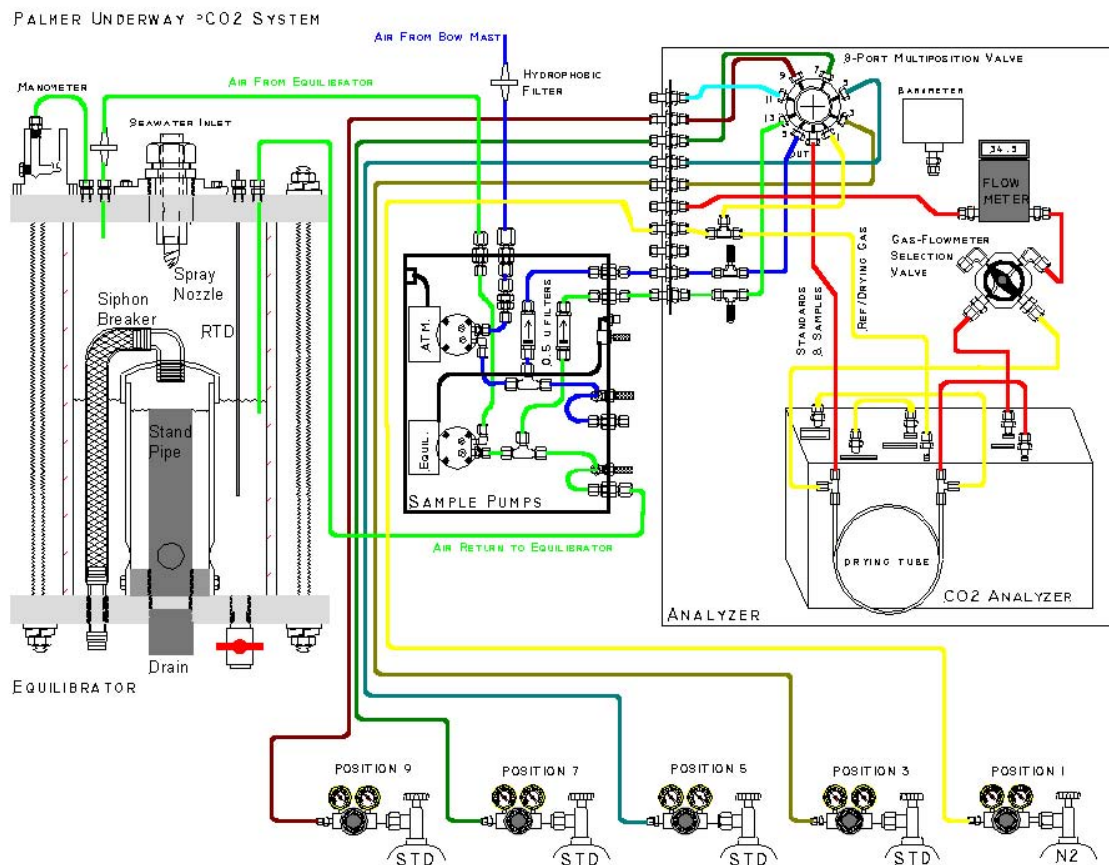 PALMER UNDERWAY PCO2 SYSTEM
AIR FROM BOW MAST
AIR FROM EQUILIBRATOR
HYDROPHOBIC
FILTER
MANOMETER
SEAWATER INLET
8-PORT MULTIPOSITION VALVE
BAROMETER
9
7
5
11
3
13
1
OUT
34.5
FLOW
METER
GAS-FLOWMETER
SELECTION
VALVE
Spray
Nozzle
Siphon
Breaker
RTD
ATM.
0.5 U FILTERS
STANDARDS
& SAMPLES
REF/DRYING GAS
Stand
Pipe
EQUIL.
SAMPLE PUMPS
AIR RETURN TO EQUILIBRATOR
DRYING TUBE
CO2 ANALYZER
ANALYZER
Drain
EQUILIBRATOR
POSITION 9
POSITION 7
POSITION 5
POSITION 3
POSITION 1
STD
STD
STD
STD
N2